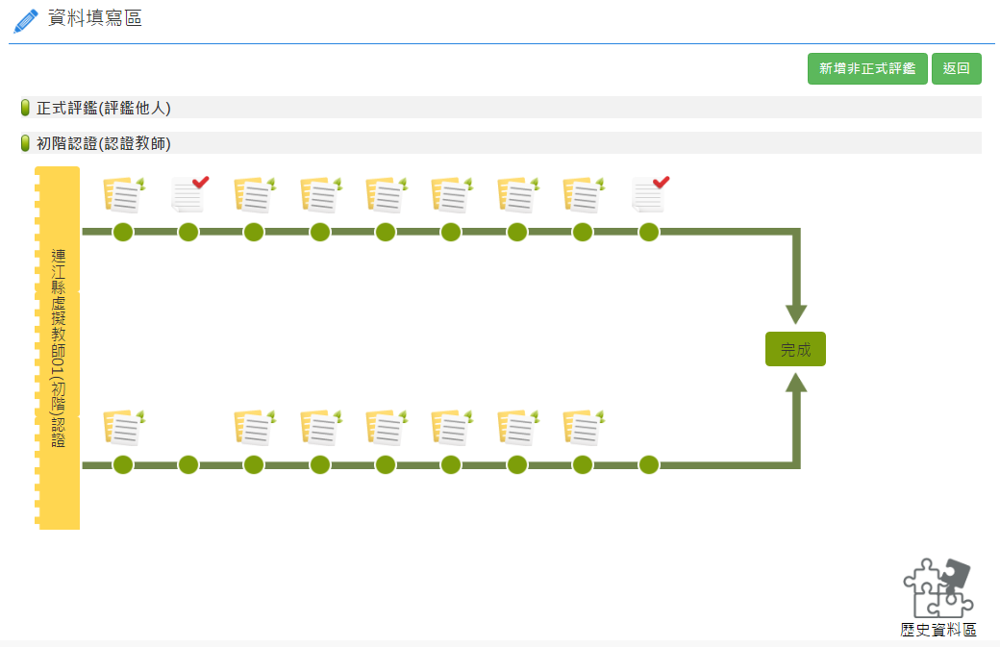 資料填寫區
新增非正式評鑑
返回
正式評鑑(評鑑他人)
初階認證(認證教師)
連江縣虛擬教師01(初階)認證
完成
歷史資料區